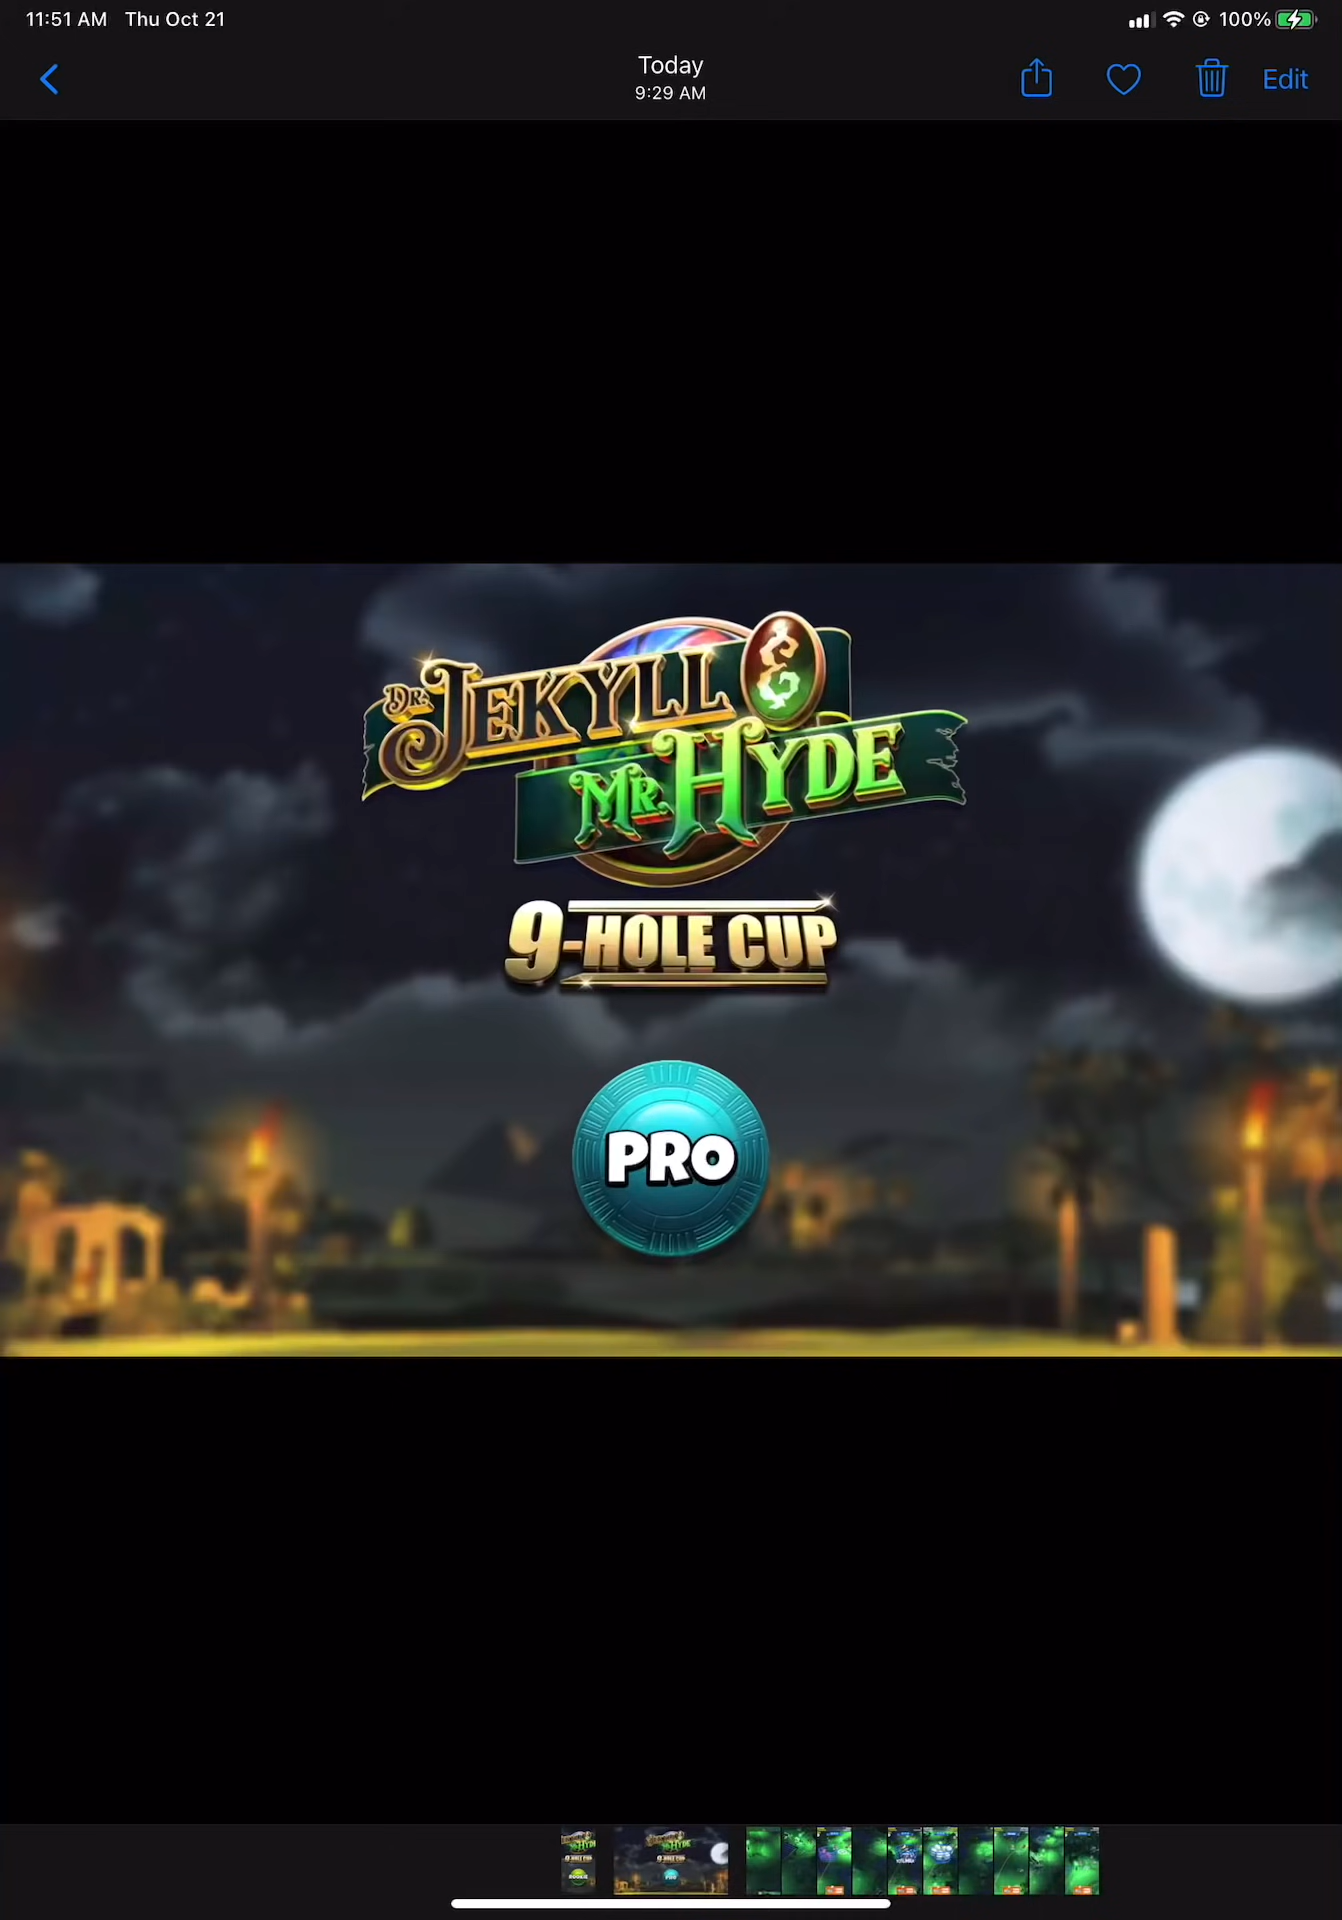 11:51 AM Thu Oct 21
100%
Today
9:29 AM
Edit
DR. JEKYLL &
MR. HYDE
9-HOLE CUP
PRO